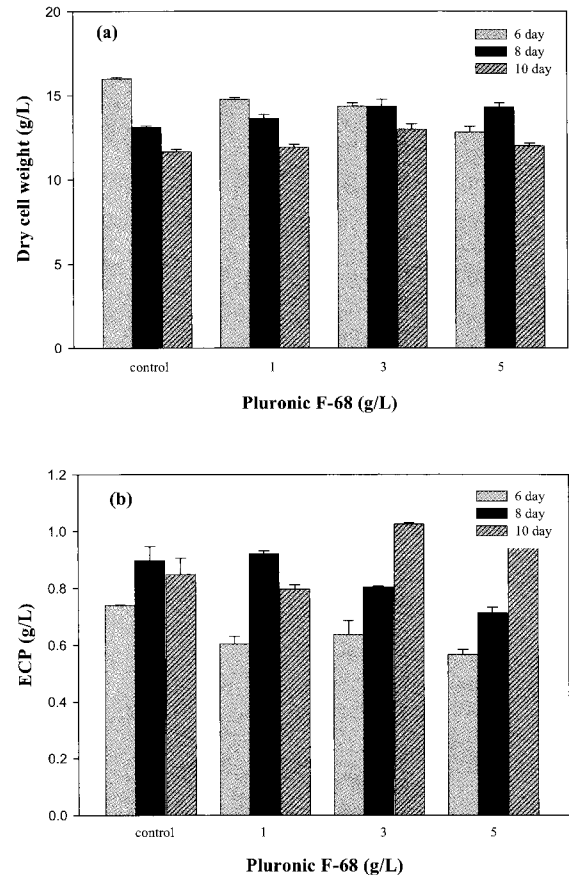 (a)
6 day
8 day
10 day
20
15
10
5
0
Dry cell weight (g/L)
control
1
3
5
Pluronic F-68 (g/L)
(b)
6 day
8 day
10 day
1.2
1.0
0.8
0.6
0.4
0.2
0.0
ECP (g/L)
control
1
3
5
Pluronic F-68 (g/L)